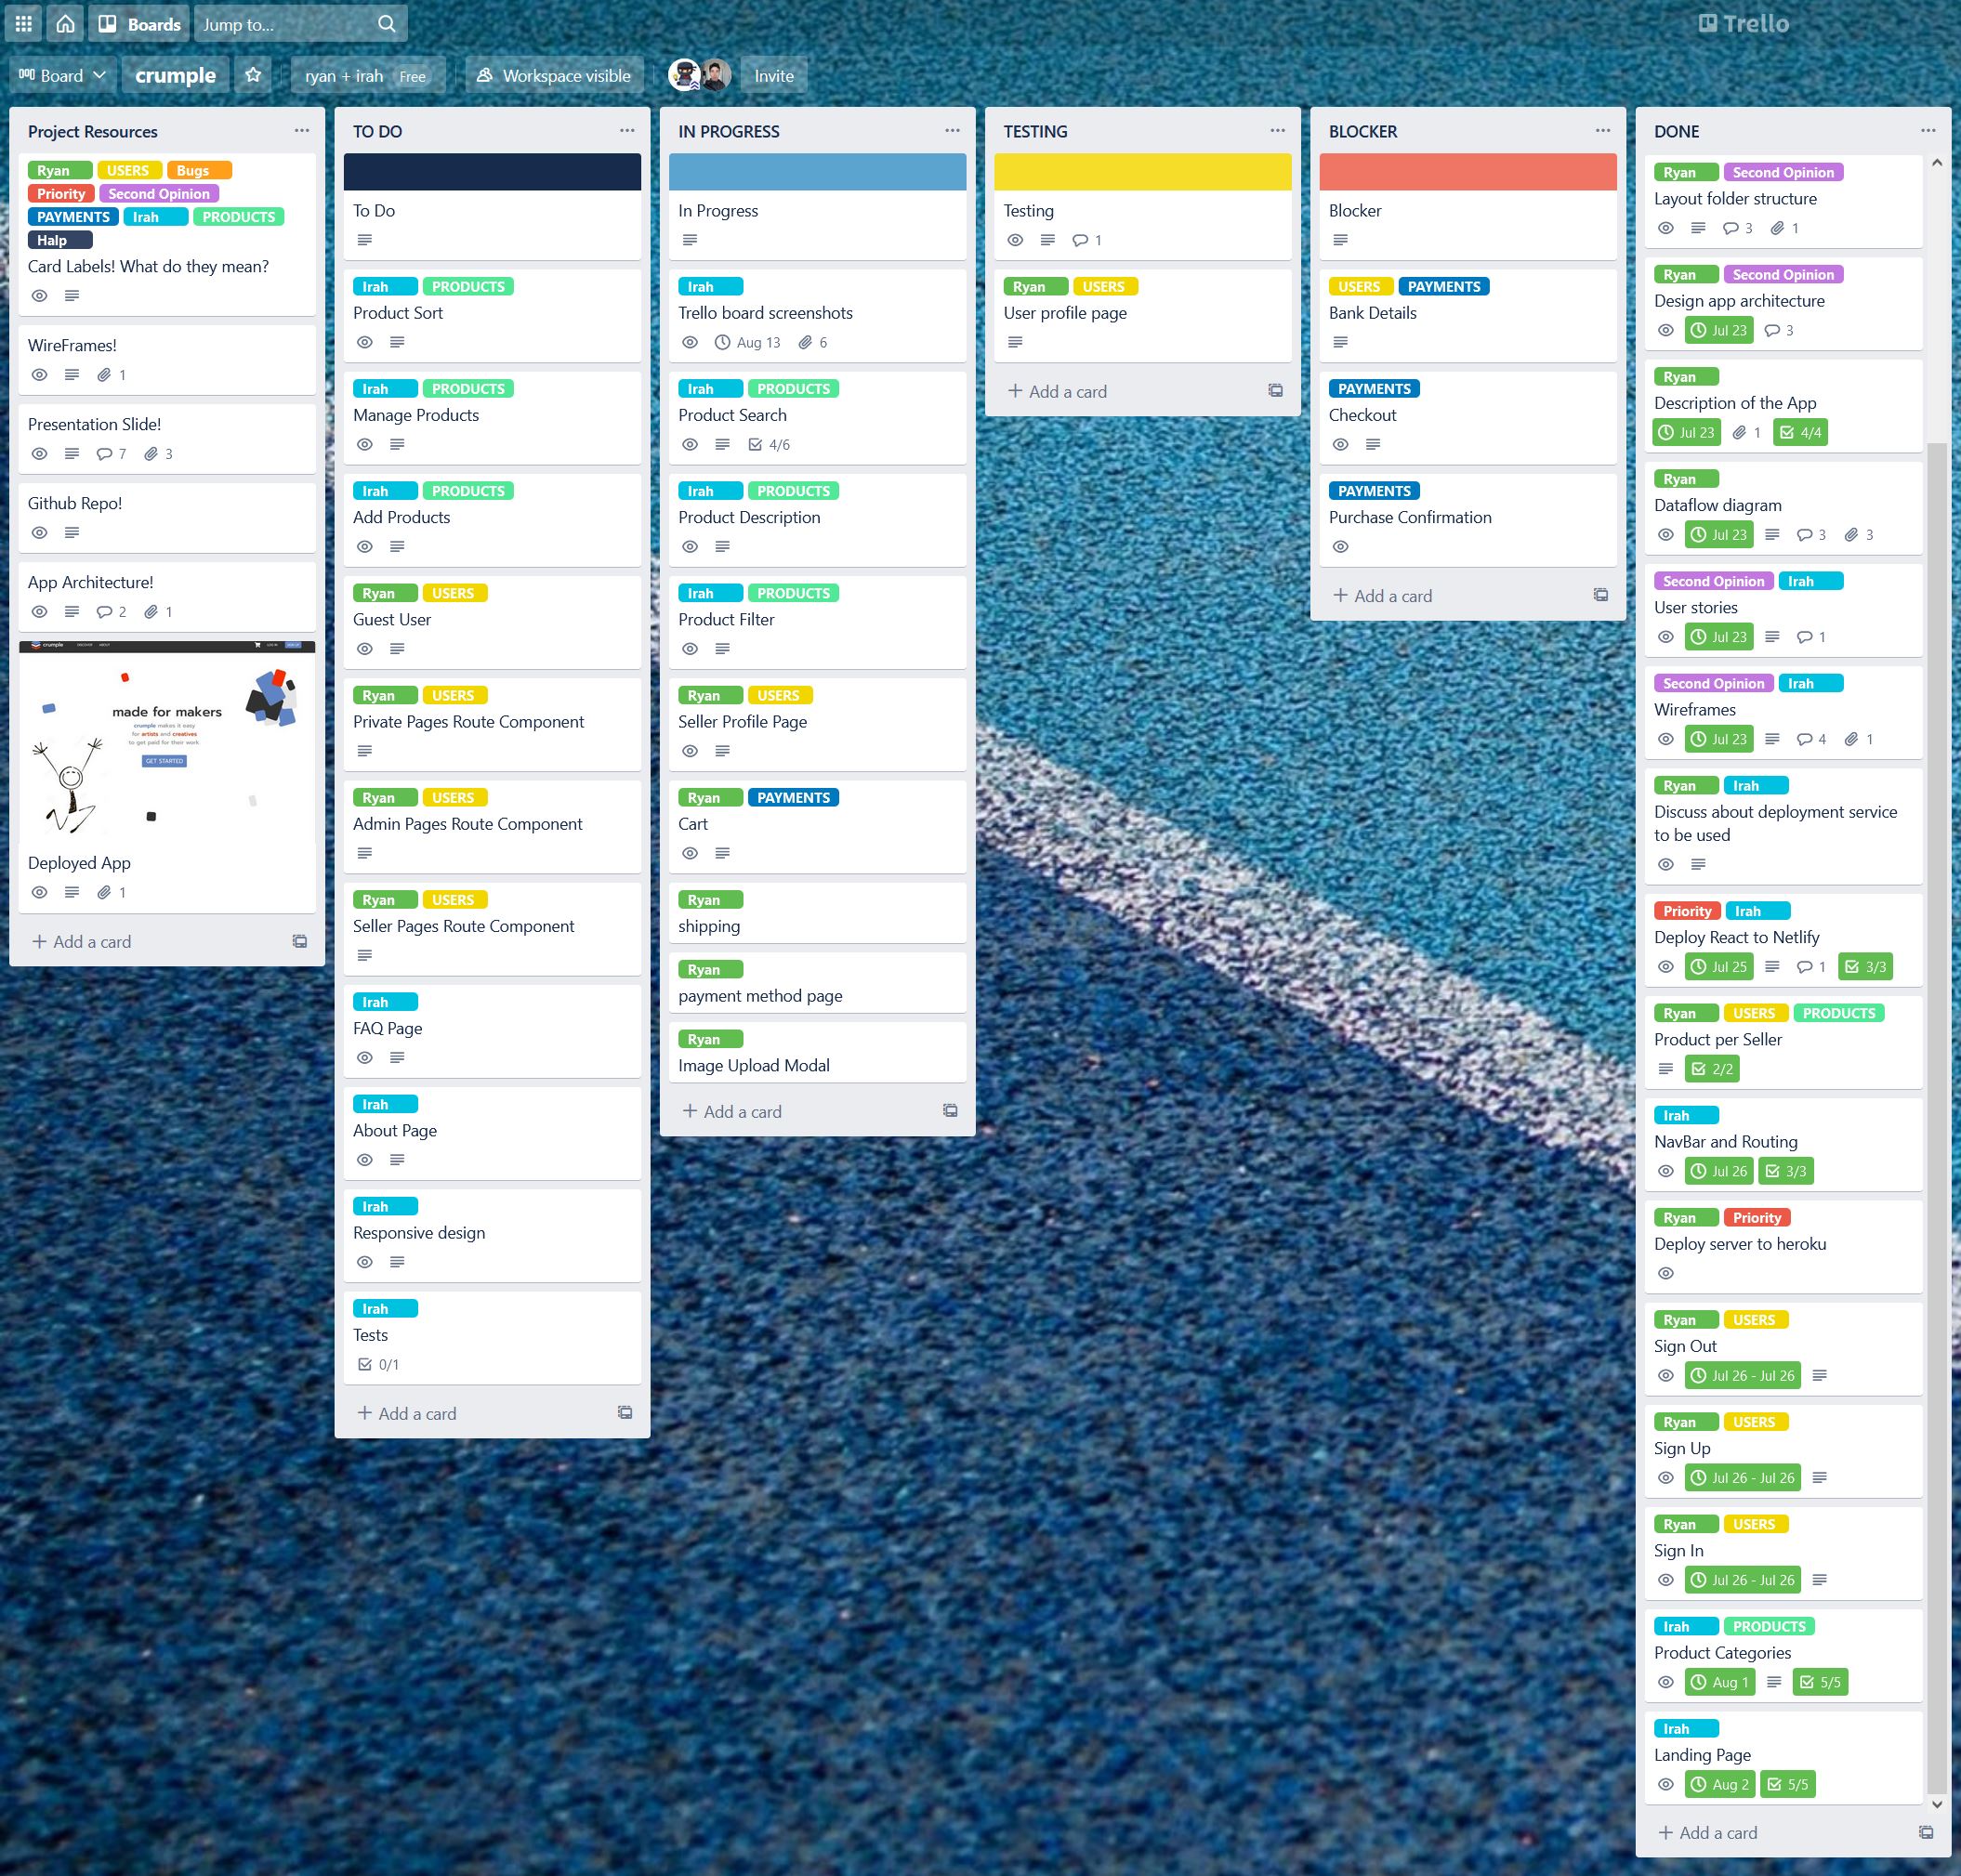 Boards
Jump to...
Trello
Board
crumple
ryan + irah Free
Workspace visible
Invite
Project Resources
Ryan USERS Bugs
Priority Second Opinion
PAYMENTS Irah PRODUCTS
Halp
Card Labels! What do they mean?
WireFrames!
1
Presentation Slide!
7 3
Github Repo!
App Architecture!
2 1
crumple DISCOVER ABOUT LOG IN SIGN UP
made for makers
crumple makes it easy
for artists and creatives
to get paid for their work
GET STARTED
Deployed App
1
+ Add a card
TO DO
To Do
Irah PRODUCTS
Product Sort
Irah PRODUCTS
Manage Products
Irah PRODUCTS
Add Products
Ryan USERS
Guest User
Ryan USERS
Private Pages Route Component
Ryan USERS
Admin Pages Route Component
Ryan USERS
Seller Pages Route Component
Irah
FAQ Page
Irah
About Page
Irah
Responsive design
Irah
Tests
0/1
+ Add a card
IN PROGRESS
In Progress
Irah
Trello board screenshots
Aug 13 6
Irah PRODUCTS
Product Search
4/6
Irah PRODUCTS
Product Description
Irah PRODUCTS
Product Filter
Ryan USERS
Seller Profile Page
Ryan PAYMENTS
Cart
Ryan
shipping
Ryan
payment method page
Ryan
Image Upload Modal
+ Add a card
TESTING
Testing
1
Ryan USERS
User profile page
+ Add a card
BLOCKER
Blocker
USERS PAYMENTS
Bank Details
PAYMENTS
Checkout
PAYMENTS
Purchase Confirmation
+ Add a card
DONE
Ryan Second Opinion
Layout folder structure
3 1
Ryan Second Opinion
Design app architecture
Jul 23 3
Ryan
Description of the App
Jul 23 1 4/4
Ryan
Dataflow diagram
Jul 23 3 3
Second Opinion Irah
User stories
Jul 23 1
Second Opinion Irah
Wireframes
Jul 23 4 1
Ryan Irah
Discuss about deployment service
to be used
Priority Irah
Deploy React to Netlify
Jul 25 1 3/3
Ryan USERS PRODUCTS
Product per Seller
2/2
Irah
NavBar and Routing
Jul 26 3/3
Ryan Priority
Deploy server to heroku
Ryan USERS
Sign Out
Jul 26 - Jul 26
Ryan USERS
Sign Up
Jul 26 - Jul 26
Ryan USERS
Sign In
Jul 26 - Jul 26
Irah PRODUCTS
Product Categories
Aug 1 5/5
Irah
Landing Page
Aug 2 5/5
+ Add a card